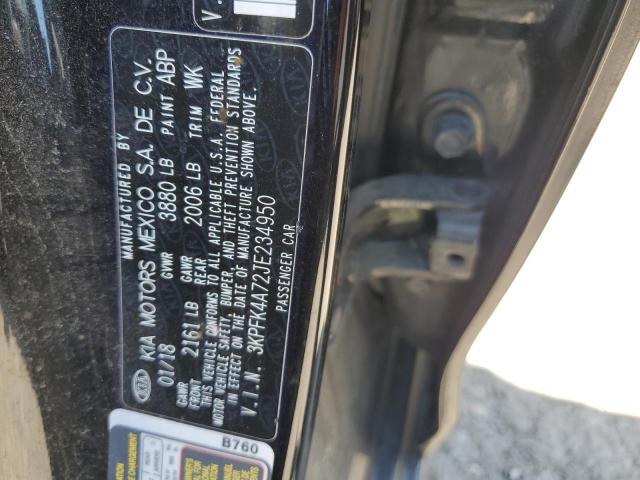 MANUFACTURED BY
KIA MOTORS MEXICO S.A. DE C.V.
01/18 GVWR 3880 LB PAINT ABP
GAWR FRONT 2161 LB GAWR REAR 2006 LB TRIM WK
THIS VEHICLE CONFORMS TO ALL APPLICABLE U.S.A. FEDERAL
MOTOR VEHICLE SAFETY, BUMPER, AND THEFT PREVENTION STANDARDS
IN EFFECT ON THE DATE OF MANUFACTURE SHOWN ABOVE.
V.I.N. 3KPFK4A72JE234950
PASSENGER CAR
KIA
V.
B760